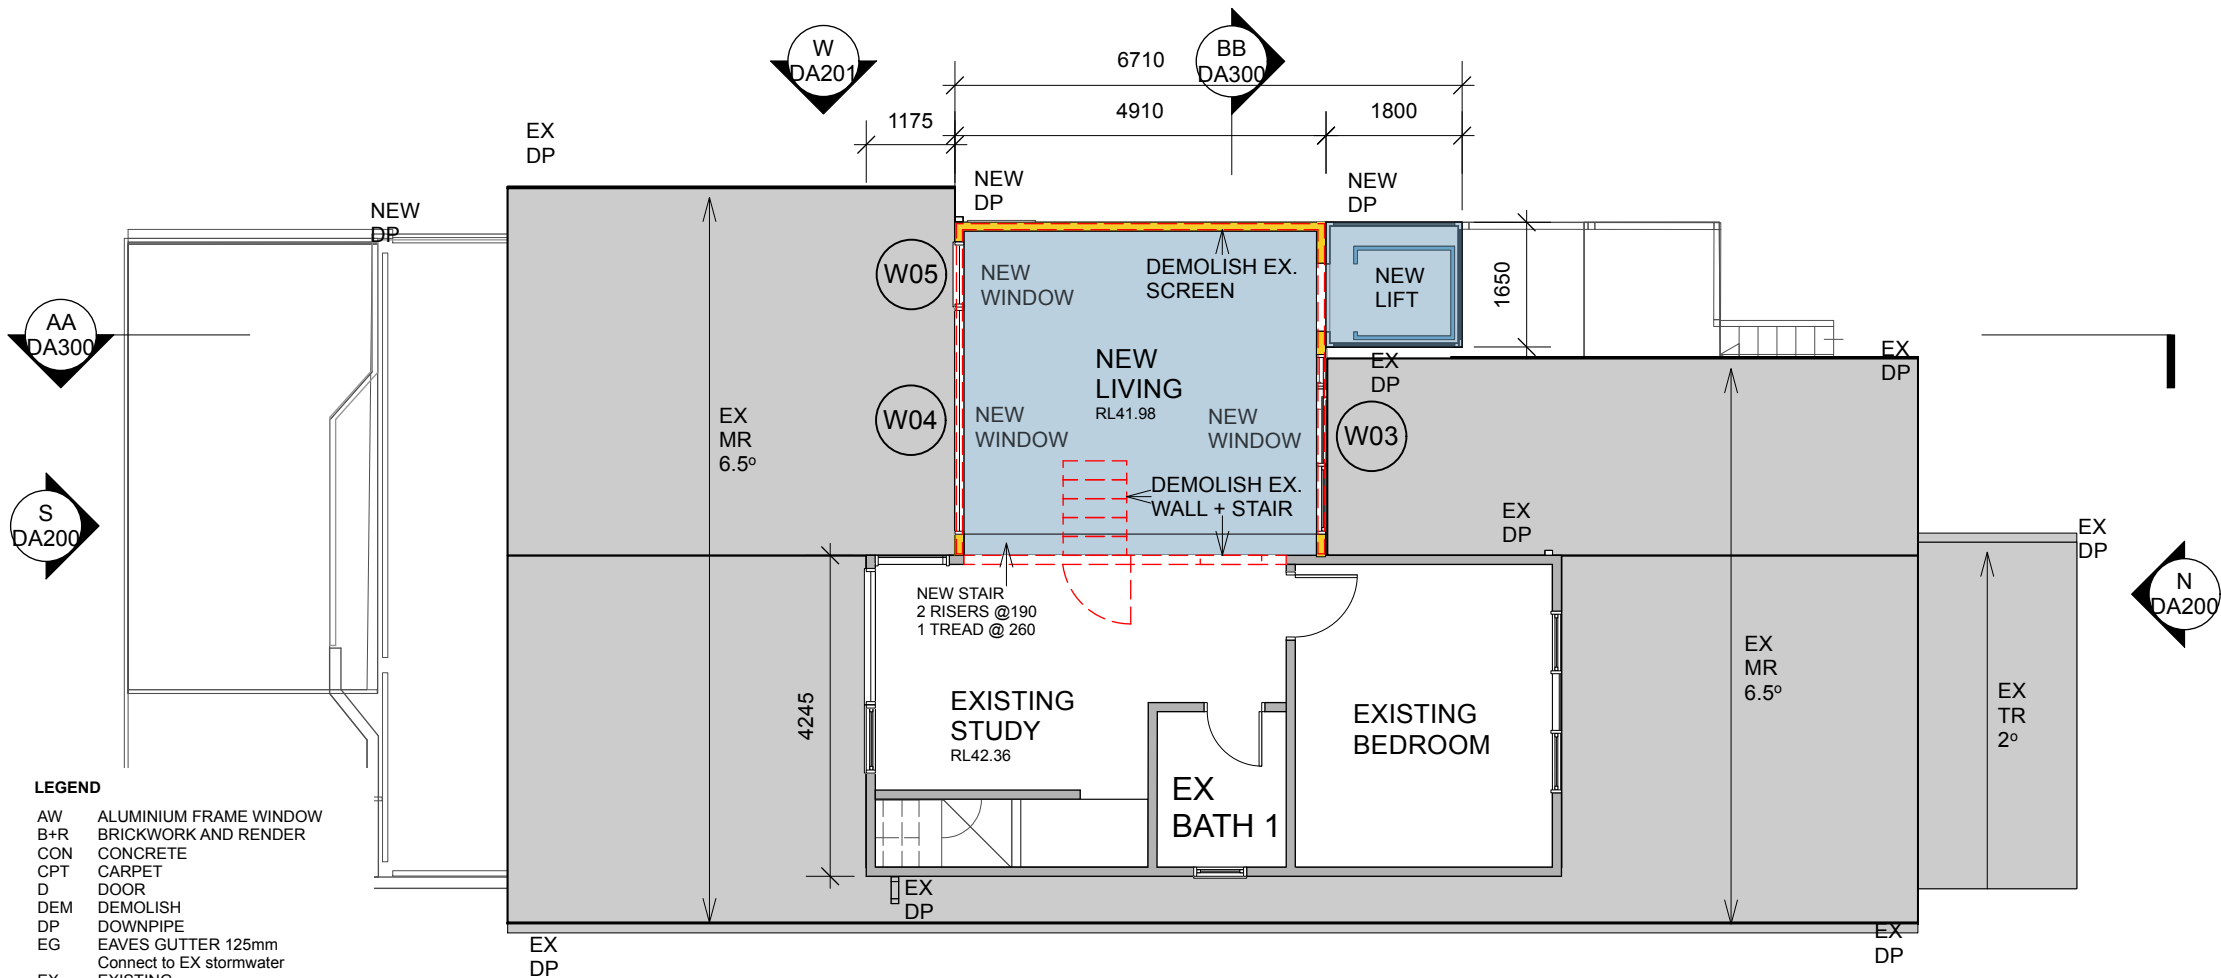 W
DA201
BB
DA300
6710
4910
1800
1175
EX
DP
NEW
DP
NEW
DP
NEW
DP
W05
NEW
WINDOW
DEMOLISH EX.
SCREEN
NEW
LIFT
1650
AA
DA300
NEW
LIVING
RL41.98
EX
DP
EX
DP
EX
MR
6.5º
W04
NEW
WINDOW
NEW
WINDOW
W03
DEMOLISH EX.
WALL + STAIR
S
DA200
EX
DP
EX
DP
N
DA200
NEW STAIR
2 RISERS @190
1 TREAD @ 260
4245
EXISTING
STUDY
RL42.36
EXISTING
BEDROOM
EX
MR
6.5º
EX
TR
2º
EX
BATH 1
EX
DP
EX
DP
EX
DP
LEGEND
AW ALUMINIUM FRAME WINDOW
B+R BRICKWORK AND RENDER
CON CONCRETE
CPT CARPET
D DOOR
DEM DEMOLISH
DP DOWNPIPE
EG EAVES GUTTER 125mm
Connect to EX stormwater
EX EXISTING